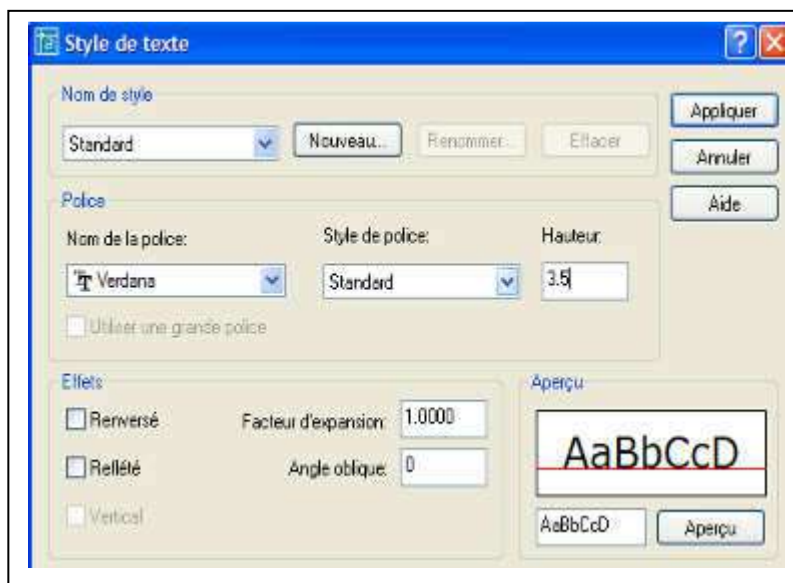 Style de texte
Nom de style
Standard Nouveau... Renommer... Effacer
Appliquer
Annuler
Aide
Police
Nom de la police: Style de police: Hauteur:
Verdana Standard 3.5
Utiliser une grande police
Effets
Renversé Facteur d'expansion: 1.0000
Reflété Angle oblique: 0
Vertical
Aperçu
AaBbCcD
AaBbCcD Aperçu